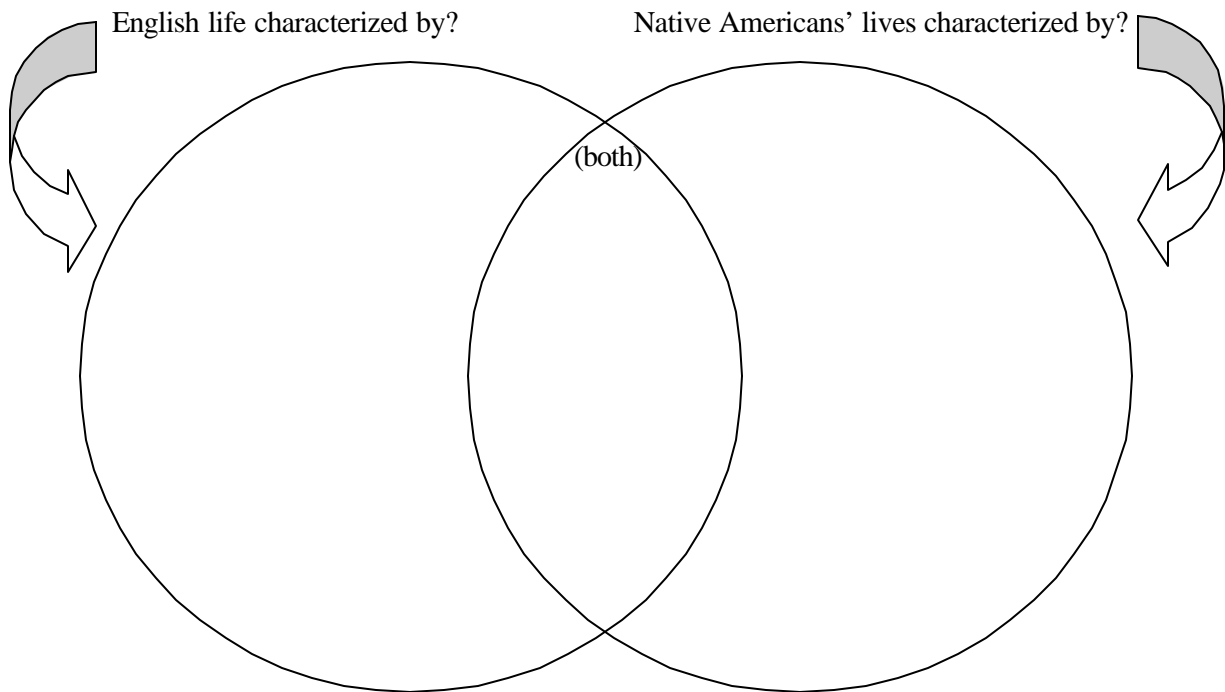 English life characterized by?
Native Americans’ lives characterized by?
(both)